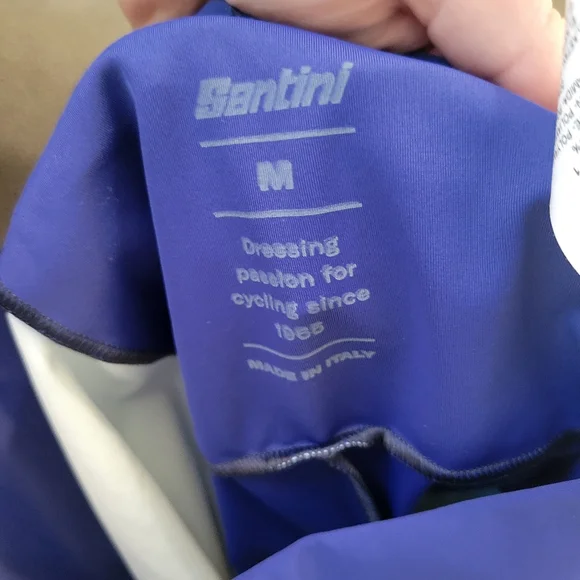 Santini
M
Dressing
passion for
cycling since
1965
MADE IN ITALY